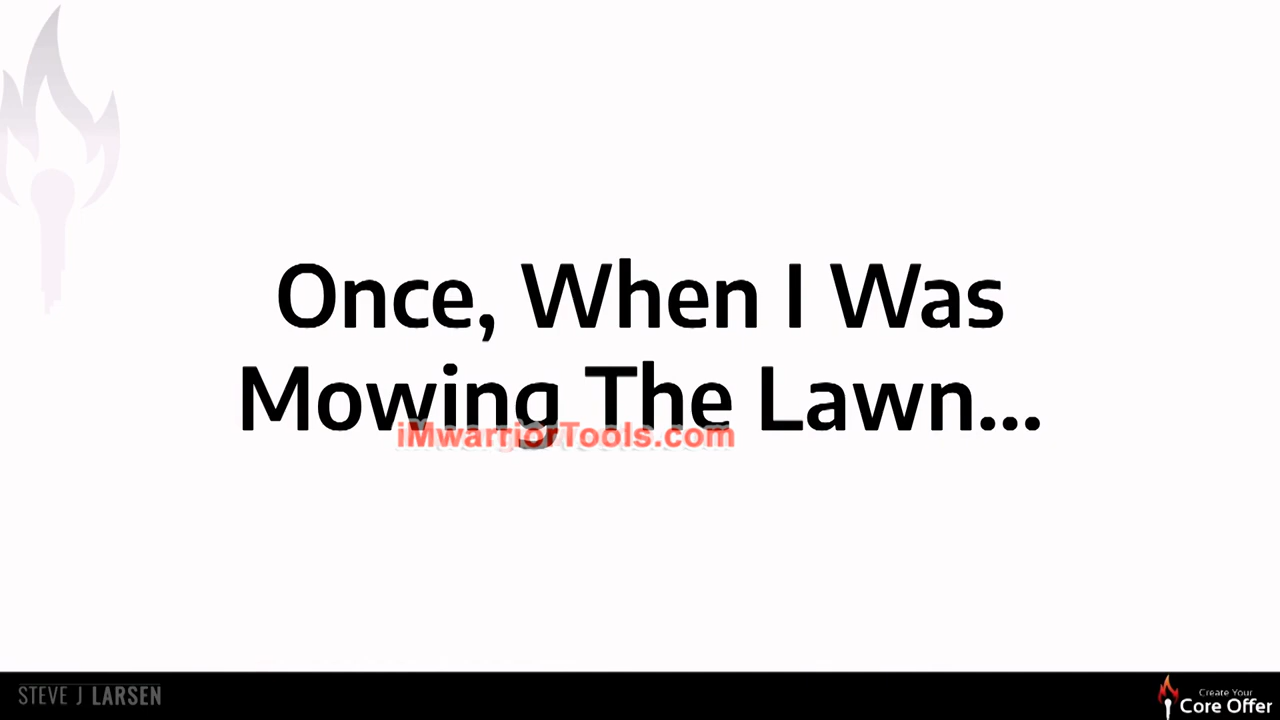 Once, When I Was
Mowing The Lawn...
iMwarriorTools.com
STEVE J LARSEN
Create Your
Core Offer